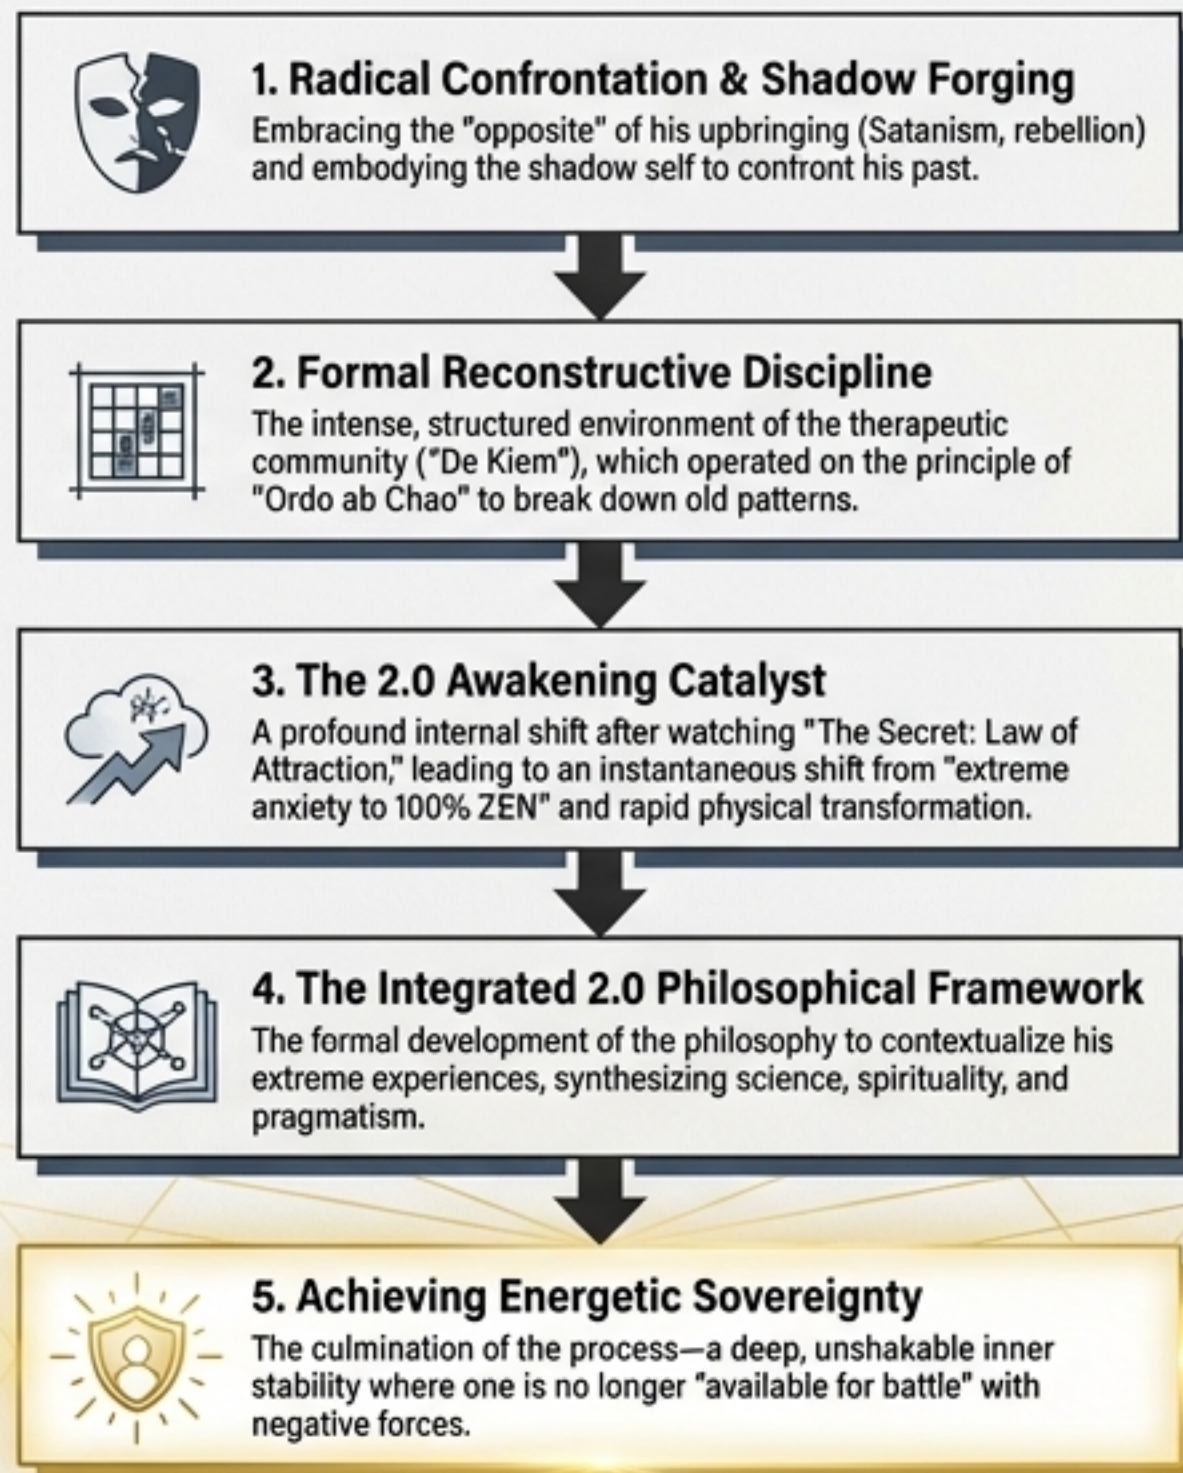 1. Radical Confrontation & Shadow Forging
Embracing the "opposite" of his upbringing (Satanism, rebellion)
and embodying the shadow self to confront his past.
2. Formal Reconstructive Discipline
The intense, structured environment of the therapeutic
community ("De Kiem"), which operated on the principle of
"Ordo ab Chao" to break down old patterns.
3. The 2.0 Awakening Catalyst
A profound internal shift after watching "The Secret: Law of
Attraction," leading to an instantaneous shift from "extreme
anxiety to 100% ZEN" and rapid physical transformation.
4. The Integrated 2.0 Philosophical Framework
The formal development of the philosophy to contextualize his
extreme experiences, synthesizing science, spirituality, and
pragmatism.
5. Achieving Energetic Sovereignty
The culmination of the process—a deep, unshakable inner
stability where one is no longer "available for battle" with
negative forces.